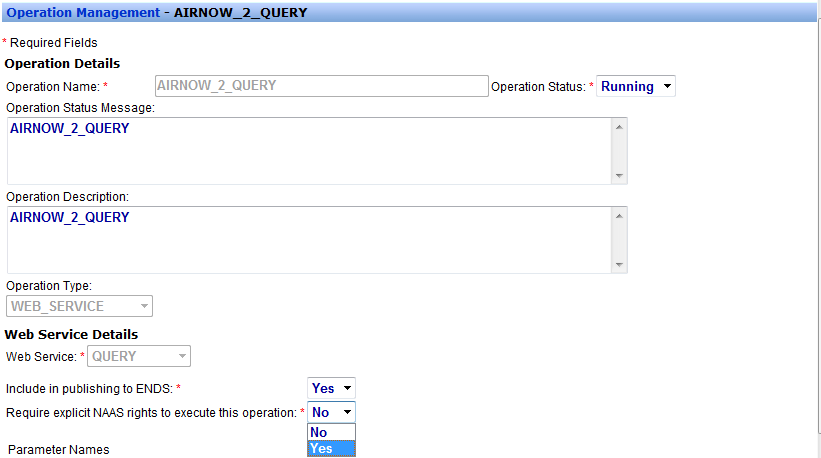 Operation Management - AIRNOW_2_QUERY
* Required Fields
Operation Details
Operation Name: * AIRNOW_2_QUERY Operation Status: * Running
Operation Status Message:
AIRNOW_2_QUERY
Operation Description:
AIRNOW_2_QUERY
Operation Type:
WEB_SERVICE
Web Service Details
Web Service: * QUERY
Include in publishing to ENDS: * Yes
Require explicit NAAS rights to execute this operation: * No
No
Yes
Parameter Names